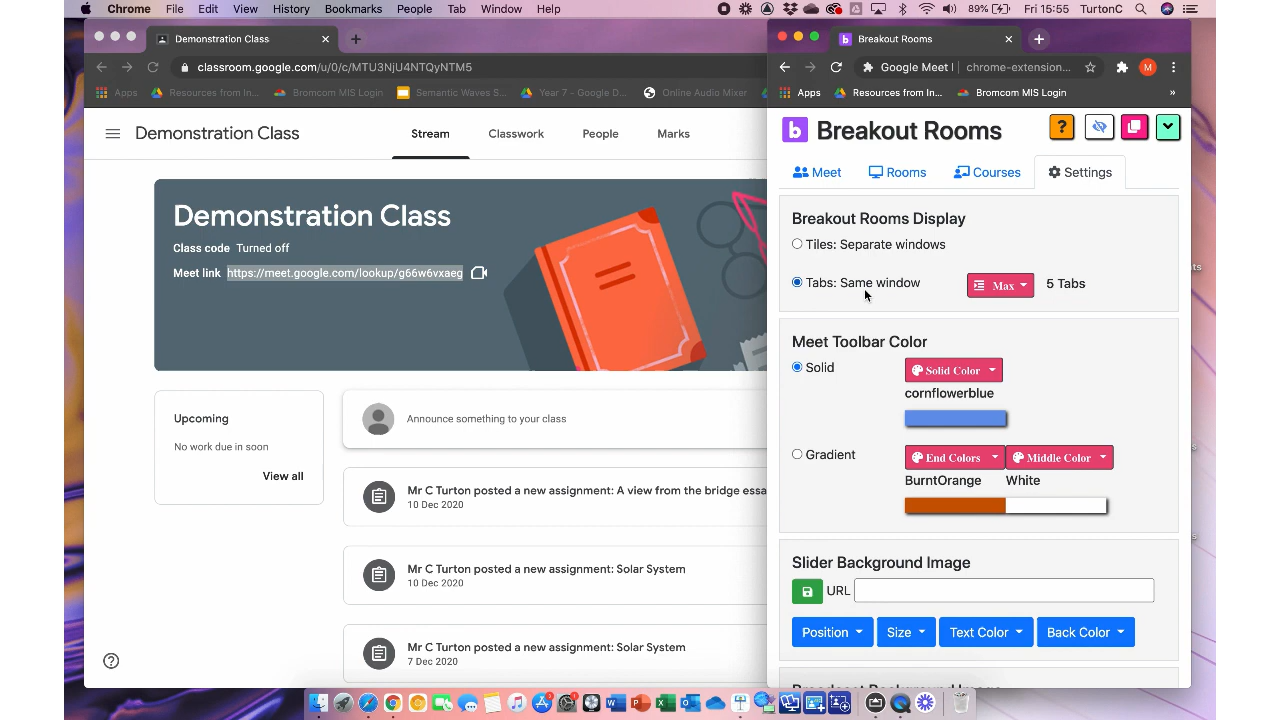 Chrome File Edit View History Bookmarks People Tab Window Help
89% Fri 15:55 TurtonC
Demonstration Class
classroom.google.com/u/0/c/MTU3NjU4NTQyNTM5
Apps Resources from In... Bromcom MIS Login Semantic Waves S... Year 7 - Google D... Online Audio Mixer
Demonstration Class
Stream Classwork People Marks
Demonstration Class
Class code Turned off
Meet link https://meet.google.com/lookup/g66w6vxaeg
Upcoming
No work due in soon
View all
Announce something to your class
Mr C Turton posted a new assignment: A view from the bridge essa
10 Dec 2020
Mr C Turton posted a new assignment: Solar System
10 Dec 2020
Mr C Turton posted a new assignment: Solar System
7 Dec 2020
Breakout Rooms
Google Meet chrome-extension... M
Apps Resources from In... Bromcom MIS Login »
b Breakout Rooms ?
Meet Rooms Courses Settings
Breakout Rooms Display
Tiles: Separate windows
Tabs: Same window Max 5 Tabs
Meet Toolbar Color
Solid Solid Color
cornflowerblue
Gradient End Colors Middle Color
BurntOrange White
Slider Background Image
URL
Position Size Text Color Back Color